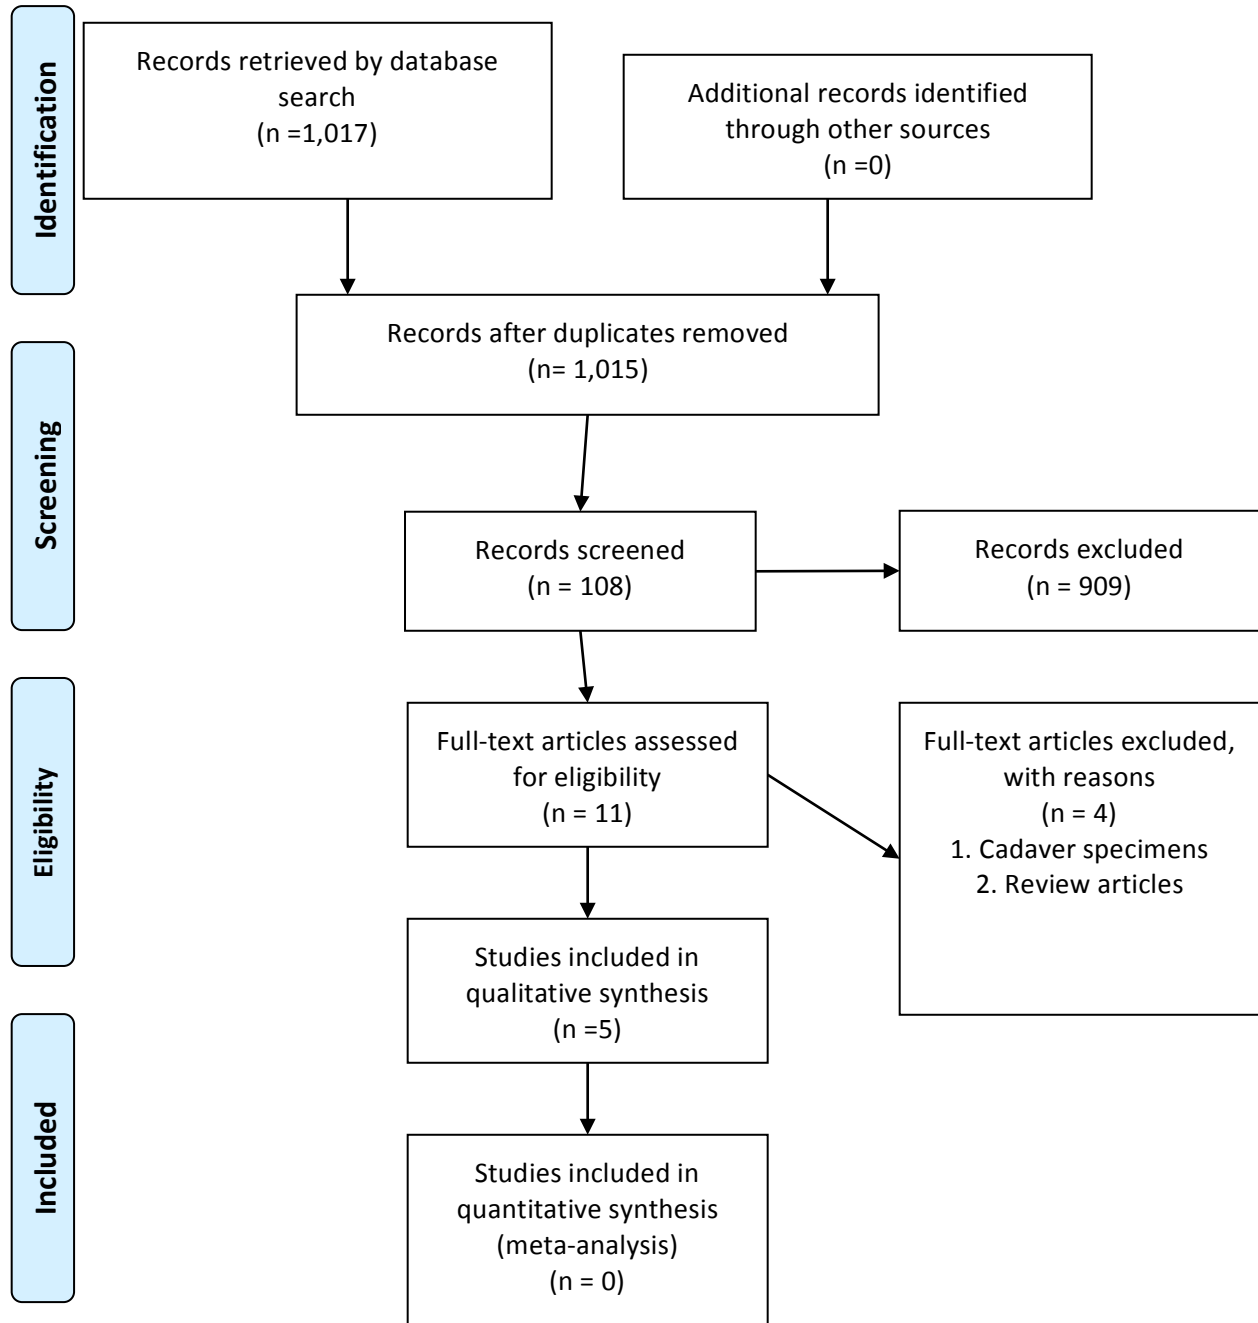 Identification
Records retrieved by database
search
(n =1,017)
Additional records identified
through other sources
(n =0)
Records after duplicates removed
(n= 1,015)
Screening
Records screened
(n = 108)
Records excluded
(n = 909)
Eligibility
Full-text articles assessed
for eligibility
(n = 11)
Full-text articles excluded,
with reasons
(n = 4)
1. Cadaver specimens
2. Review articles
Studies included in
qualitative synthesis
(n =5)
Included
Studies included in
quantitative synthesis
(meta-analysis)
(n = 0)